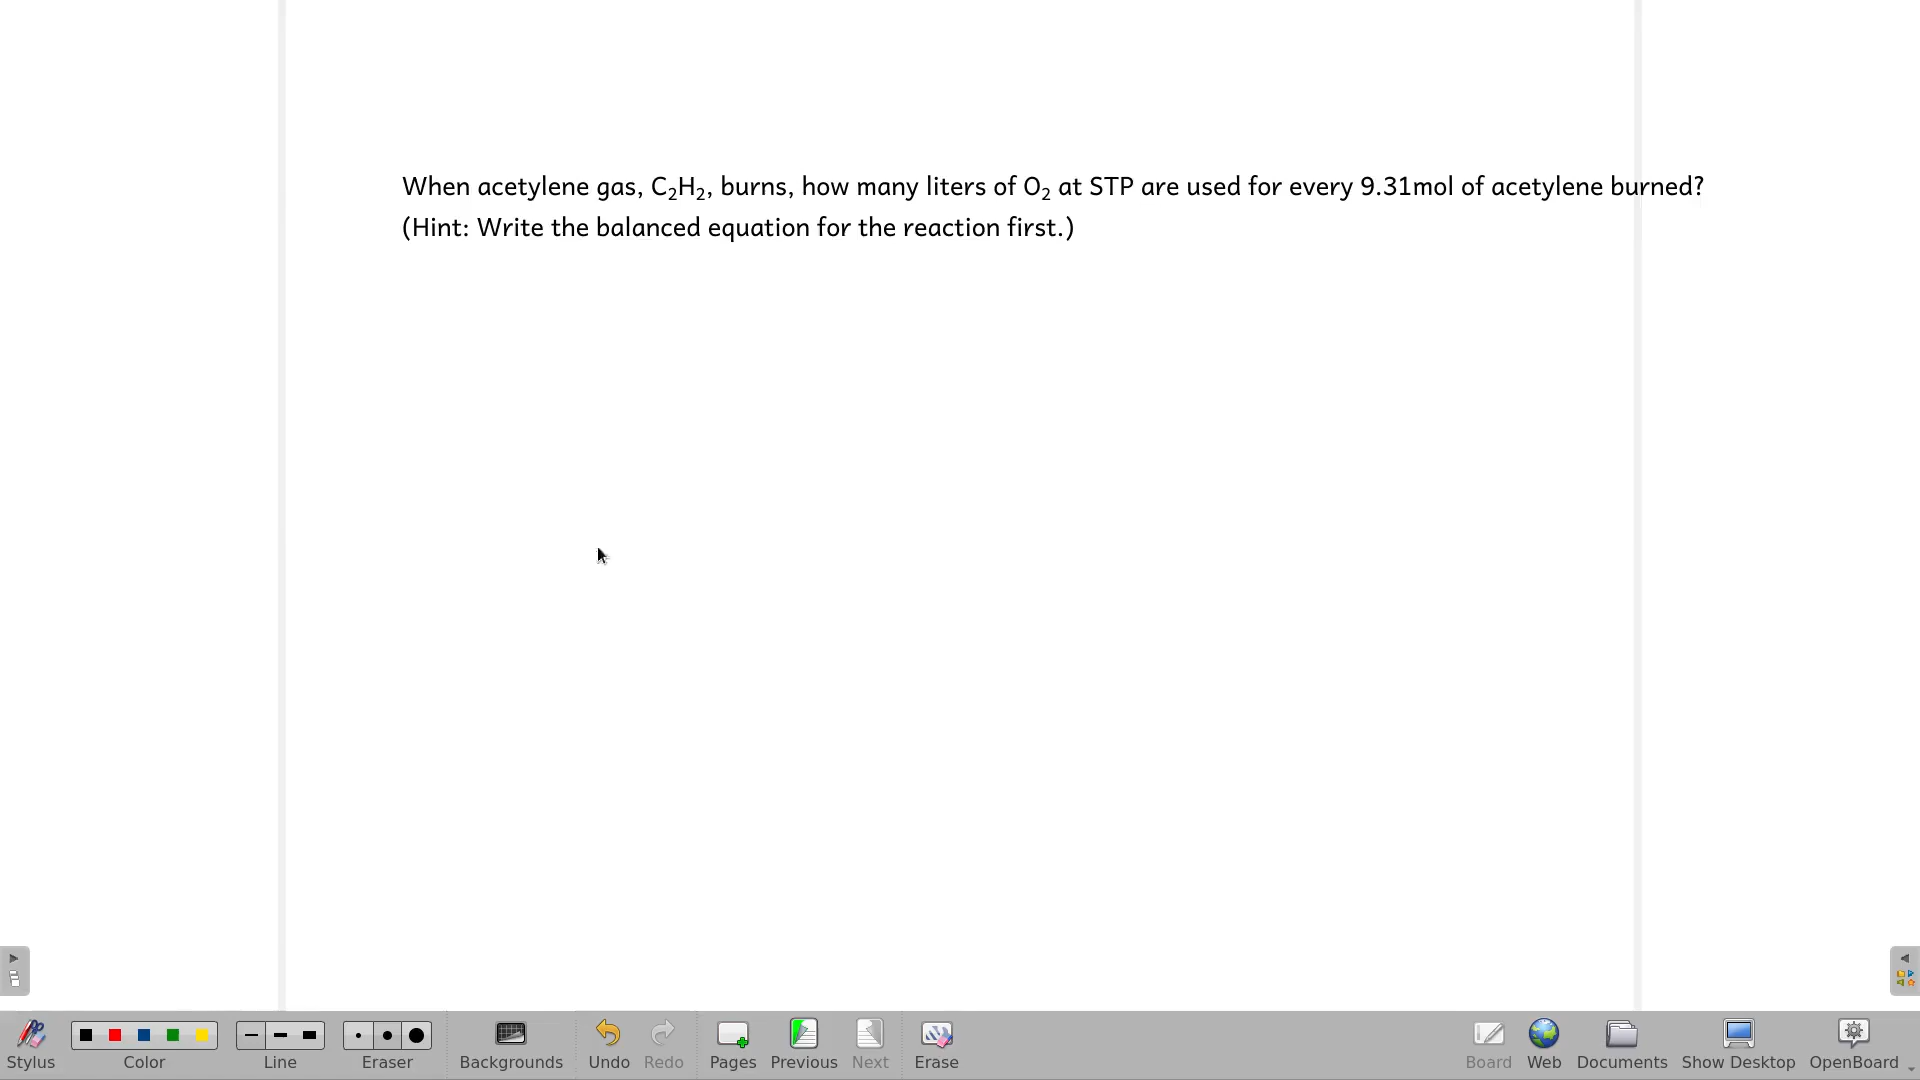 When acetylene gas, C₂H₂, burns, how many liters of O₂ at STP are used for every 9.31mol of acetylene burned?
(Hint: Write the balanced equation for the reaction first.)
Stylus Color Line Eraser Backgrounds Undo Redo Pages Previous Next Erase Board Web Documents Show Desktop OpenBoard